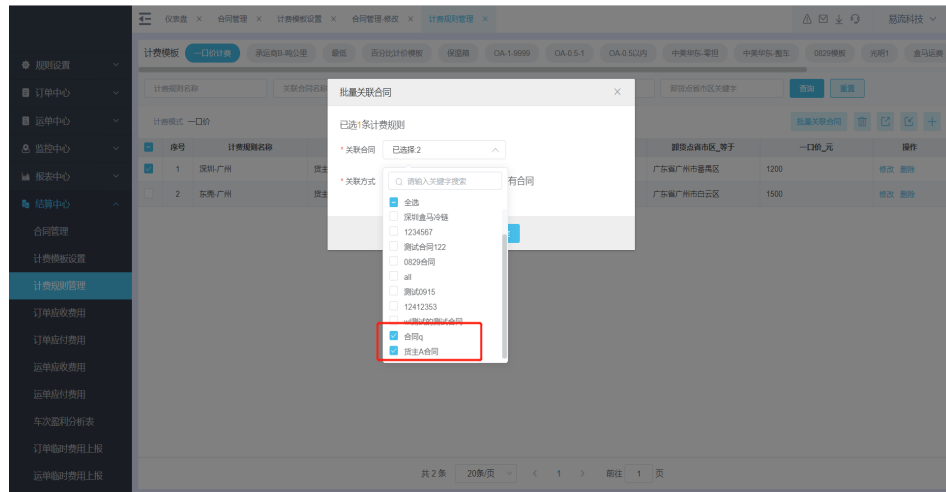 仪表盘 × 合同管理 × 计费模板设置 × 合同管理-修改 × 计费规则管理 × 易流科技
计费模板 一口价计费 承运商B-吨公里 最低 百分比计价模板 保温箱 OA-1-9999 OA-0.5-1 OA-0.5以内 中美华东-零担 中美华东-整车 0829模板 光明1 盒马运费
规则设置
订单中心
运单中心
监控中心
报表中心
结算中心
合同管理
计费模板设置
计费规则管理
订单应收费用
订单应付费用
运单应收费用
运单应付费用
车次盈利分析表
订单临时费用上报
运单临时费用上报
计费规则名称 关联合同名称 卸货点省市区关键字 查询 重置
计费模式 一口价 批量关联合同
序号 计费规则名称 卸货点省市区_等于 一口价_元 操作
1 深圳-广州 货主 广东省广州市番禺区 1200 修改 删除
2 东莞-广州 货主 广东省广州市白云区 1500 修改 删除
批量关联合同 ×
已选1条计费规则
* 关联合同 已选择:2
* 关联方式 有合同
请输入关键字搜索
全选
深圳盒马冷链
1234567
测试合同122
0829合同
all
测试0915
12412353
合同q
货主A合同
共 2 条 20条/页 < 1 > 前往 1 页